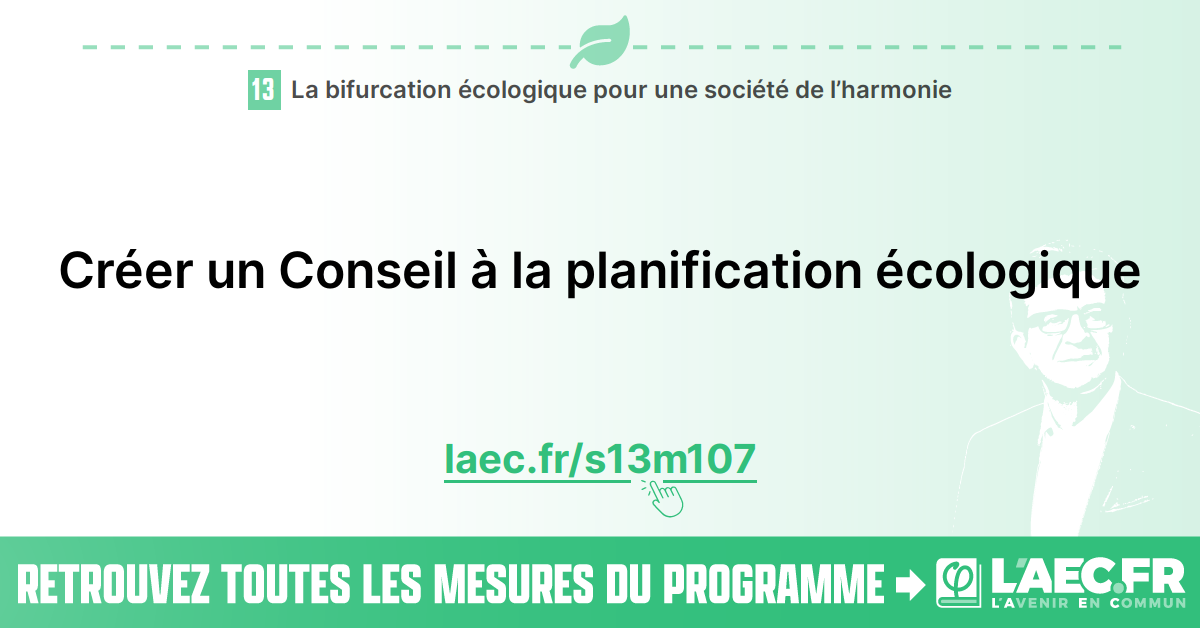 13 La bifurcation écologique pour une société de l’harmonie
Créer un Conseil à la planification écologique
laec.fr/s13m107
RETROUVEZ TOUTES LES MESURES DU PROGRAMME
φ L'AEC.FR
L'AVENIR EN COMMUN